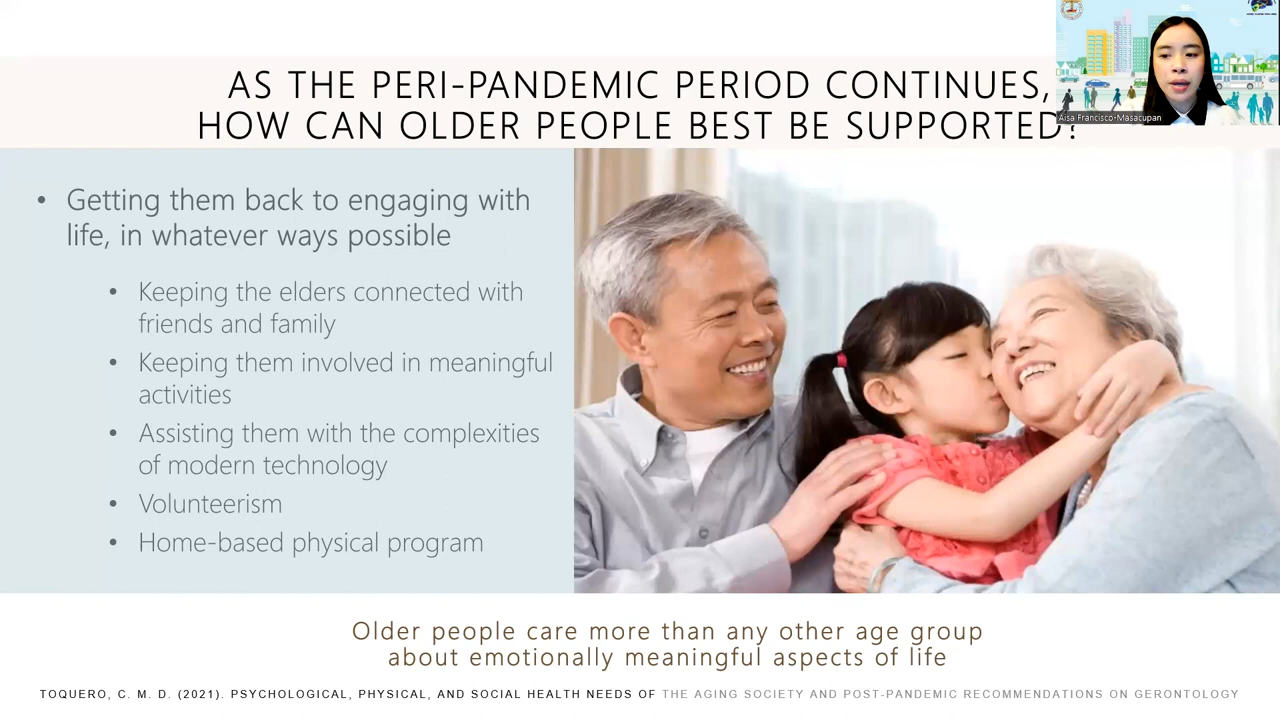 AS THE PERI-PANDEMIC PERIOD CONTINUES,
HOW CAN OLDER PEOPLE BEST BE SUPPORTED?
Aisa Francisco-Masacupan
• Getting them back to engaging with
life, in whatever ways possible
• Keeping the elders connected with
friends and family
• Keeping them involved in meaningful
activities
• Assisting them with the complexities
of modern technology
• Volunteerism
• Home-based physical program
Older people care more than any other age group
about emotionally meaningful aspects of life
TOQUERO, C. M. D. (2021). PSYCHOLOGICAL, PHYSICAL, AND SOCIAL HEALTH NEEDS OF THE AGING SOCIETY AND POST-PANDEMIC RECOMMENDATIONS ON GERONTOLOGY